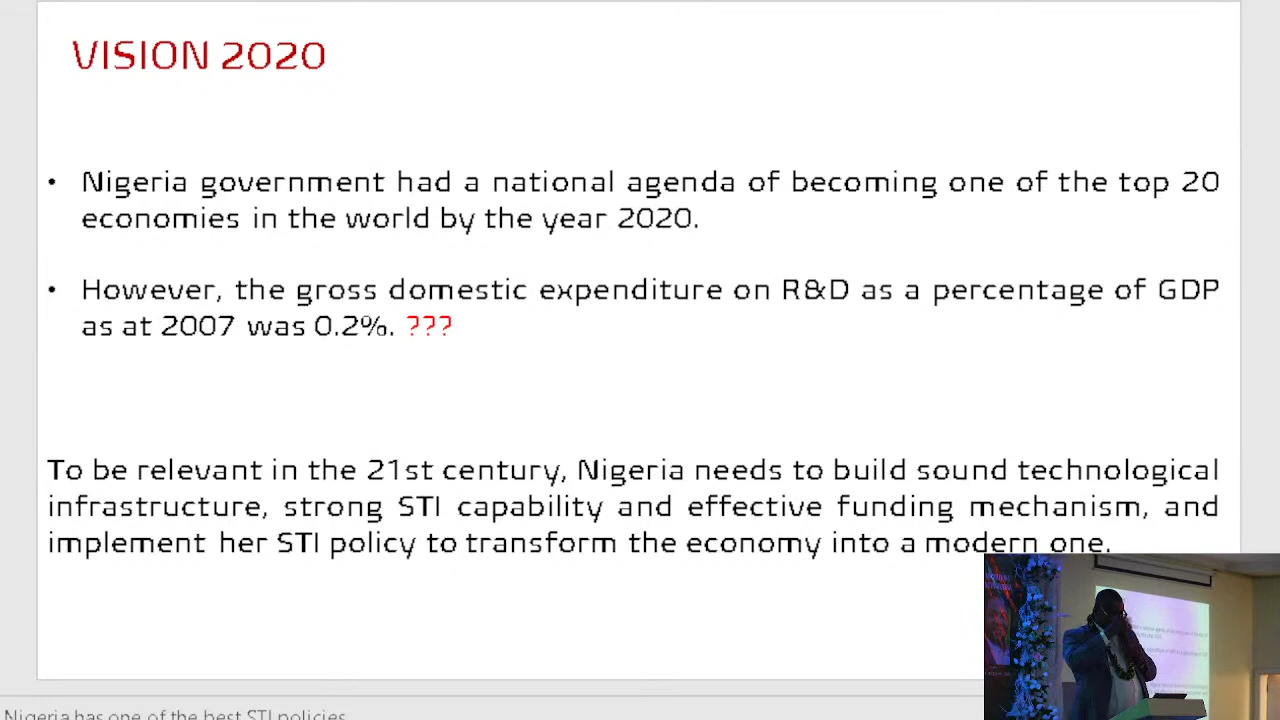 VISION 2020
• Nigeria government had a national agenda of becoming one of the top 20
economies in the world by the year 2020.
• However, the gross domestic expenditure on R&D as a percentage of GDP
as at 2007 was 0.2%. ???
To be relevant in the 21st century, Nigeria needs to build sound technological
infrastructure, strong STI capability and effective funding mechanism, and
implement her STI policy to transform the economy into a modern one.
Nigeria has one of the best STI policies